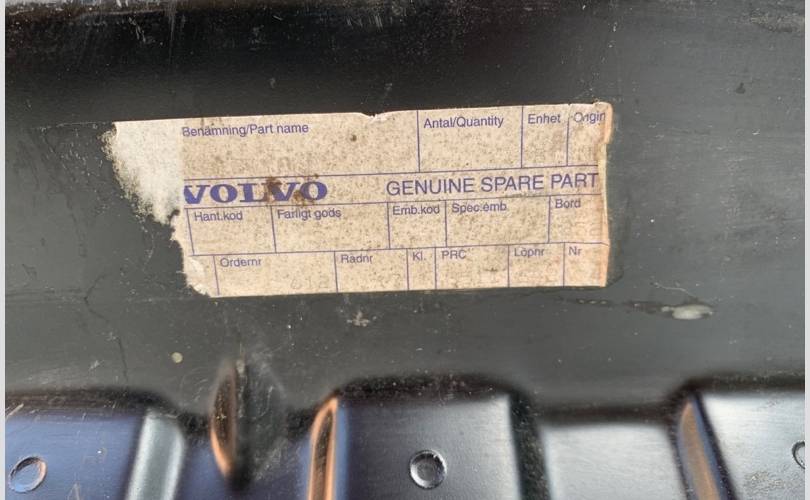 Benämning/Part name Antal/Quantity Enhet Origin
VOLVO GENUINE SPARE PART
Hant.kod Farligt gods Emb.kod Spec.emb. Bord
Ordernr Radnr Kl. PRC Löpnr Nr